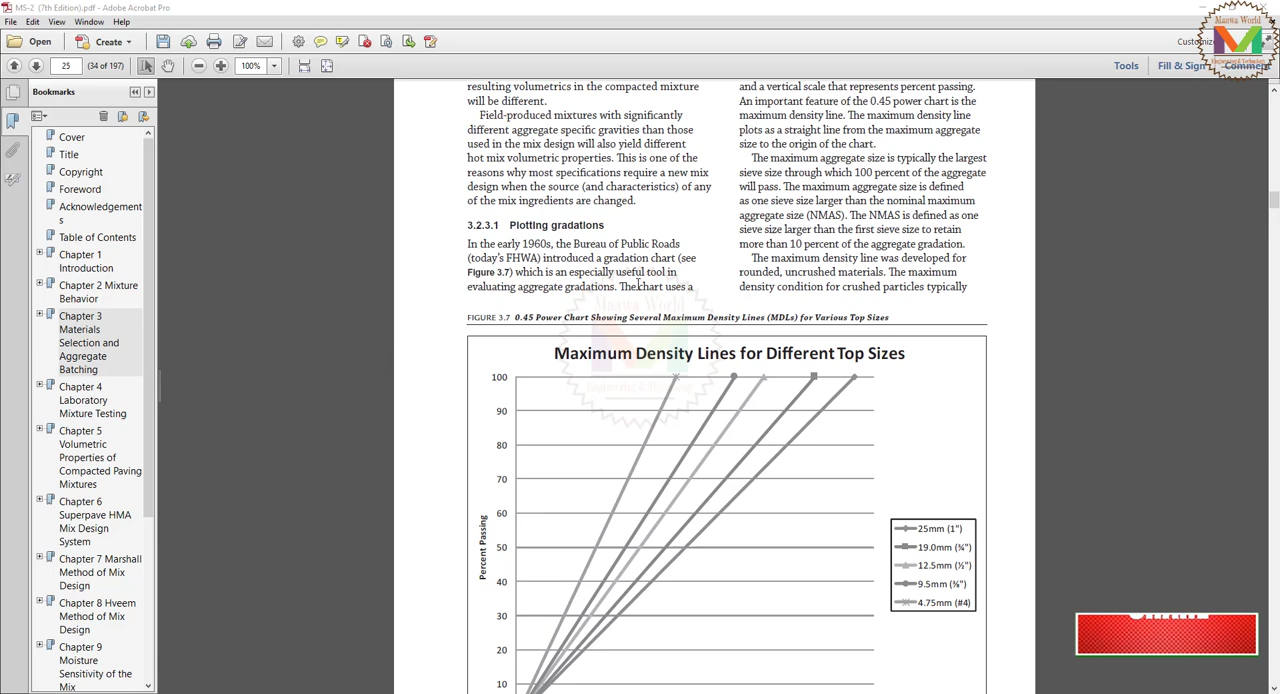 MS-2 (7th Edition).pdf - Adobe Acrobat Pro
File Edit View Window Help
Open Create Customize
25 (34 of 197) 100% Tools Fill & Sign Comment
Maawa World
Engineering & Technology
Bookmarks
Cover
Title
Copyright
Foreword
Acknowledgement
s
Table of Contents
Chapter 1
Introduction
Chapter 2 Mixture
Behavior
Chapter 3
Materials
Selection and
Aggregate
Batching
Chapter 4
Laboratory
Mixture Testing
Chapter 5
Volumetric
Properties of
Compacted Paving
Mixtures
Chapter 6
Superpave HMA
Mix Design
System
Chapter 7 Marshall
Method of Mix
Design
Chapter 8 Hveem
Method of Mix
Design
Chapter 9
Moisture
Sensitivity of the
Mix
resulting volumetrics in the compacted mixture
will be different.
Field-produced mixtures with significantly
different aggregate specific gravities than those
used in the mix design will also yield different
hot mix volumetric properties. This is one of the
reasons why most specifications require a new mix
design when the source (and characteristics) of any
of the mix ingredients are changed.
3.2.3.1 Plotting gradations
In the early 1960s, the Bureau of Public Roads
(today's FHWA) introduced a gradation chart (see
Figure 3.7) which is an especially useful tool in
evaluating aggregate gradations. The chart uses a
and a vertical scale that represents percent passing.
An important feature of the 0.45 power chart is the
maximum density line. The maximum density line
plots as a straight line from the maximum aggregate
size to the origin of the chart.
The maximum aggregate size is typically the largest
sieve size through which 100 percent of the aggregate
will pass. The maximum aggregate size is defined
as one sieve size larger than the nominal maximum
aggregate size (NMAS). The NMAS is defined as one
sieve size larger than the first sieve size to retain
more than 10 percent of the aggregate gradation.
The maximum density line was developed for
rounded, uncrushed materials. The maximum
density condition for crushed particles typically
Maawa World
Engineering & Technology
FIGURE 3.7 0.45 Power Chart Showing Several Maximum Density Lines (MDLs) for Various Top Sizes
Maximum Density Lines for Different Top Sizes
Percent Passing
100
90
80
70
60
50
40
30
20
10
25mm (1")
19.0mm (¾")
12.5mm (½")
9.5mm (⅜")
4.75mm (#4)